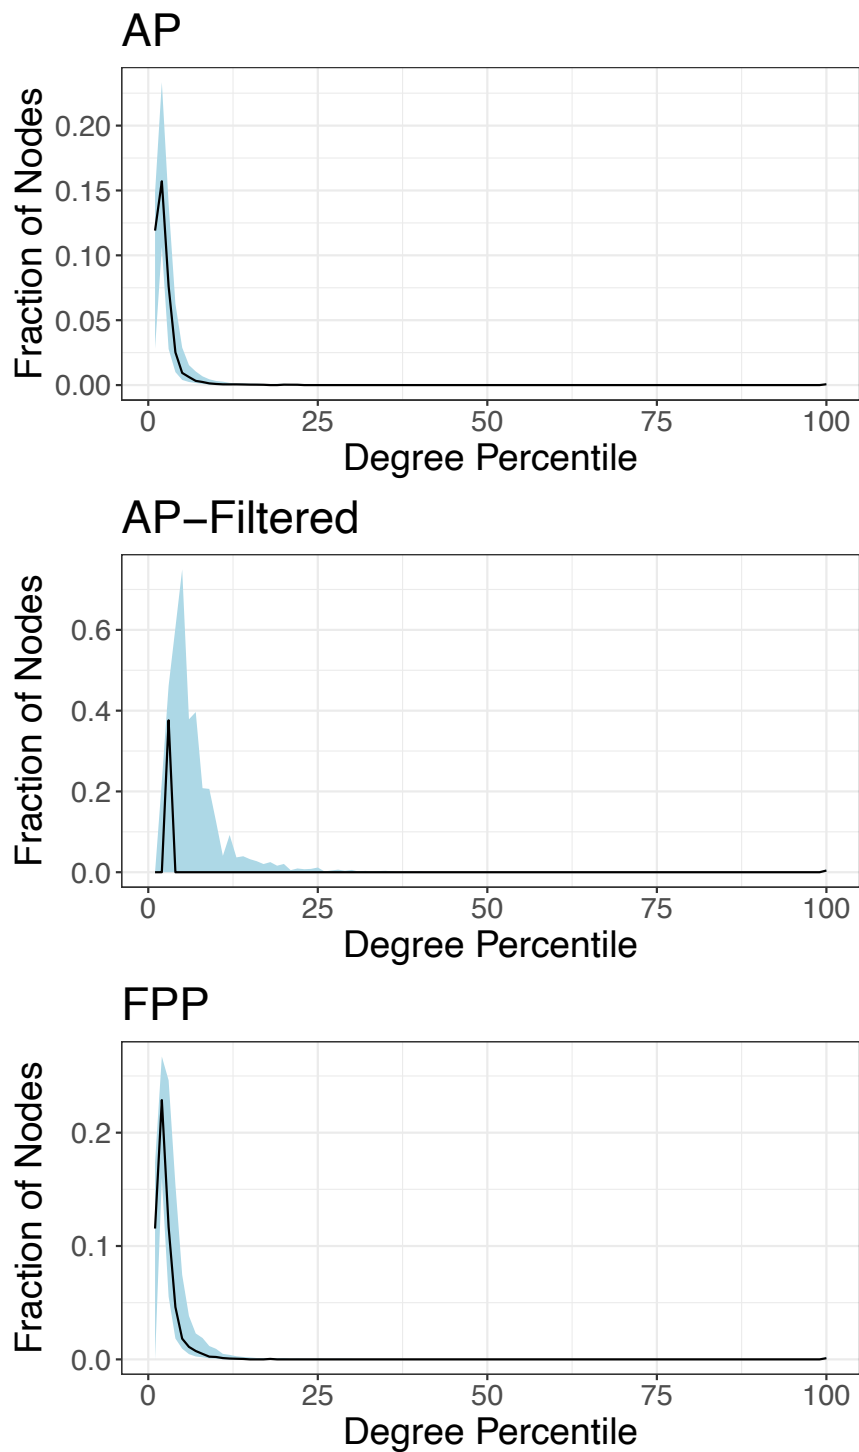 AP
Fraction of Nodes
0.20
0.15
0.10
0.05
0.00
0 25 50 75 100
Degree Percentile
AP−Filtered
Fraction of Nodes
0.6
0.4
0.2
0.0
0 25 50 75 100
Degree Percentile
FPP
Fraction of Nodes
0.2
0.1
0.0
0 25 50 75 100
Degree Percentile